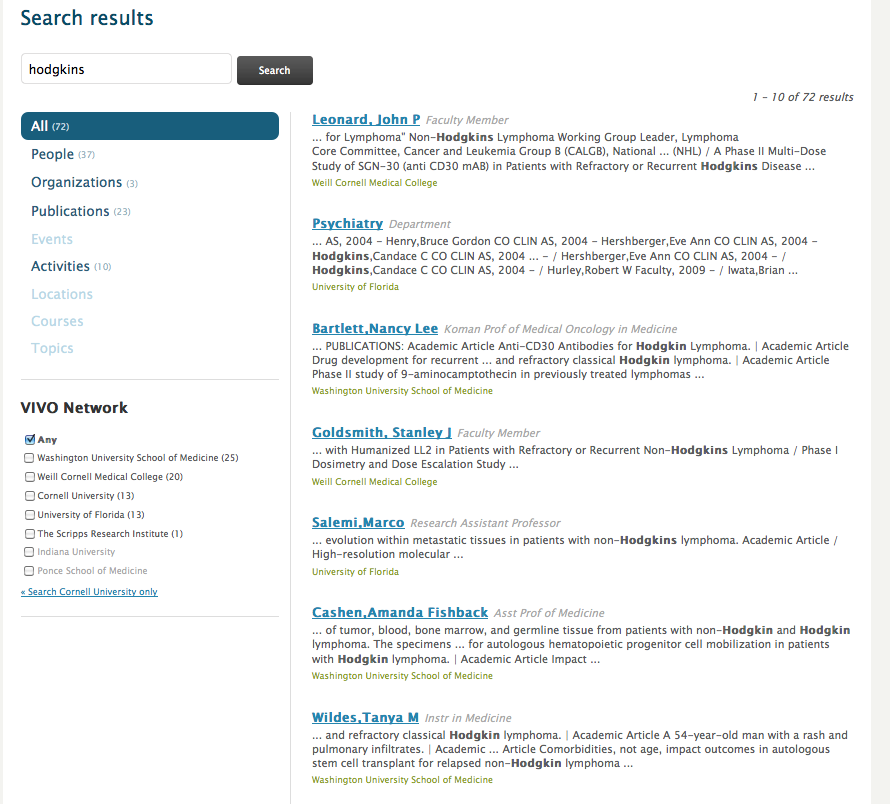 Search results
hodgkins
Search
1 – 10 of 72 results
All (72)
People (37)
Organizations (3)
Publications (23)
Events
Activities (10)
Locations
Courses
Topics
VIVO Network
Any
Washington University School of Medicine (25)
Weill Cornell Medical College (20)
Cornell University (13)
University of Florida (13)
The Scripps Research Institute (1)
Indiana University
Ponce School of Medicine
« Search Cornell University only
Leonard, John P Faculty Member
... for Lymphoma" Non-Hodgkins Lymphoma Working Group Leader, Lymphoma
Core Committee, Cancer and Leukemia Group B (CALGB), National ... (NHL) / A Phase II Multi-Dose
Study of SGN-30 (anti CD30 mAB) in Patients with Refractory or Recurrent Hodgkins Disease ...
Weill Cornell Medical College
Psychiatry Department
... AS, 2004 - Henry,Bruce Gordon CO CLIN AS, 2004 - Hershberger,Eve Ann CO CLIN AS, 2004 -
Hodgkins,Candace C CO CLIN AS, 2004 ... - / Hershberger,Eve Ann CO CLIN AS, 2004 - /
Hodgkins,Candace C CO CLIN AS, 2004 - / Hurley,Robert W Faculty, 2009 - / Iwata,Brian ...
University of Florida
Bartlett,Nancy Lee Koman Prof of Medical Oncology in Medicine
... PUBLICATIONS: Academic Article Anti-CD30 Antibodies for Hodgkin Lymphoma. | Academic Article
Drug development for recurrent ... and refractory classical Hodgkin lymphoma. | Academic Article
Phase II study of 9-aminocamptothecin in previously treated lymphomas ...
Washington University School of Medicine
Goldsmith, Stanley J Faculty Member
... with Humanized LL2 in Patients with Refractory or Recurrent Non-Hodgkins Lymphoma / Phase I
Dosimetry and Dose Escalation Study ...
Weill Cornell Medical College
Salemi,Marco Research Assistant Professor
... evolution within metastatic tissues in patients with non-Hodgkins lymphoma. Academic Article /
High-resolution molecular ...
University of Florida
Cashen,Amanda Fishback Asst Prof of Medicine
... of tumor, blood, bone marrow, and germline tissue from patients with non-Hodgkin and Hodgkin
lymphoma. The specimens ... for autologous hematopoietic progenitor cell mobilization in patients
with Hodgkin lymphoma. | Academic Article Impact ...
Washington University School of Medicine
Wildes,Tanya M Instr in Medicine
... and refractory classical Hodgkin lymphoma. | Academic Article A 54-year-old man with a rash and
pulmonary infiltrates. | Academic ... Article Comorbidities, not age, impact outcomes in autologous
stem cell transplant for relapsed non-Hodgkin lymphoma ...
Washington University School of Medicine